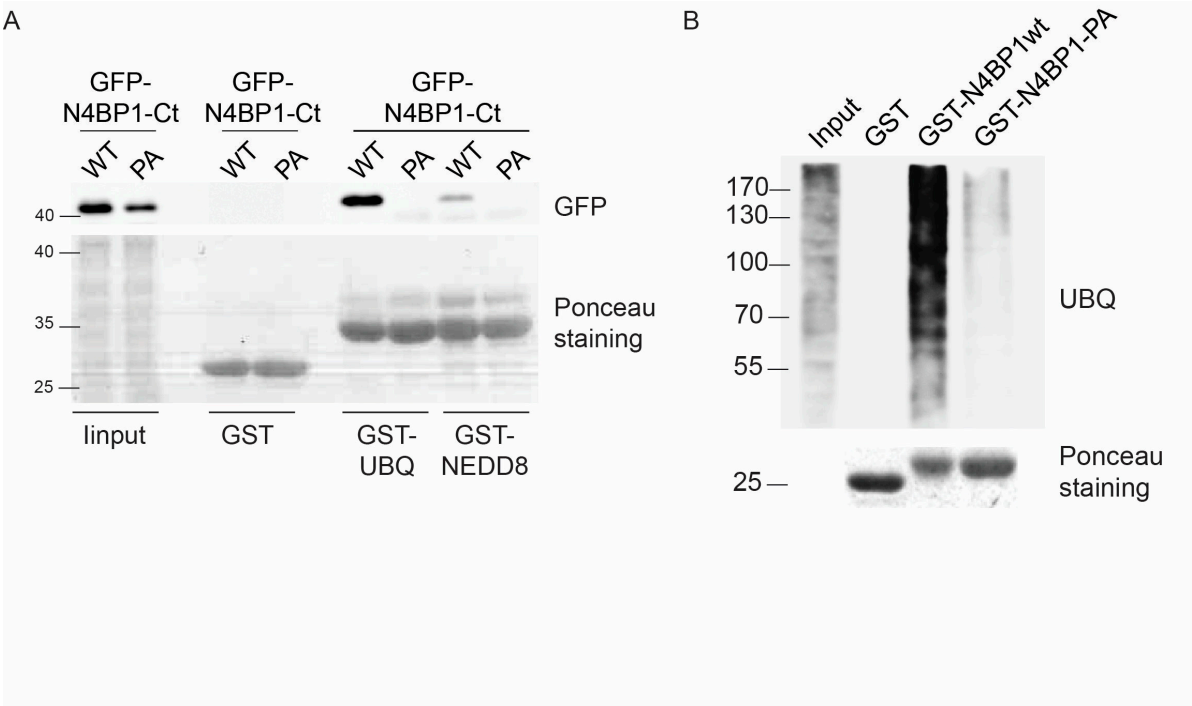 A
GFP-
N4BP1-Ct
GFP-
N4BP1-Ct
GFP-
N4BP1-Ct
WT PA WT PA WT PA WT PA
40
GFP
40
35
25
Ponceau
staining
Iinput
GST
GST-
UBQ
GST-
NEDD8
B
Input
GST
GST-N4BP1wt
GST-N4BP1-PA
170
130
100
70
55
UBQ
25
Ponceau
staining